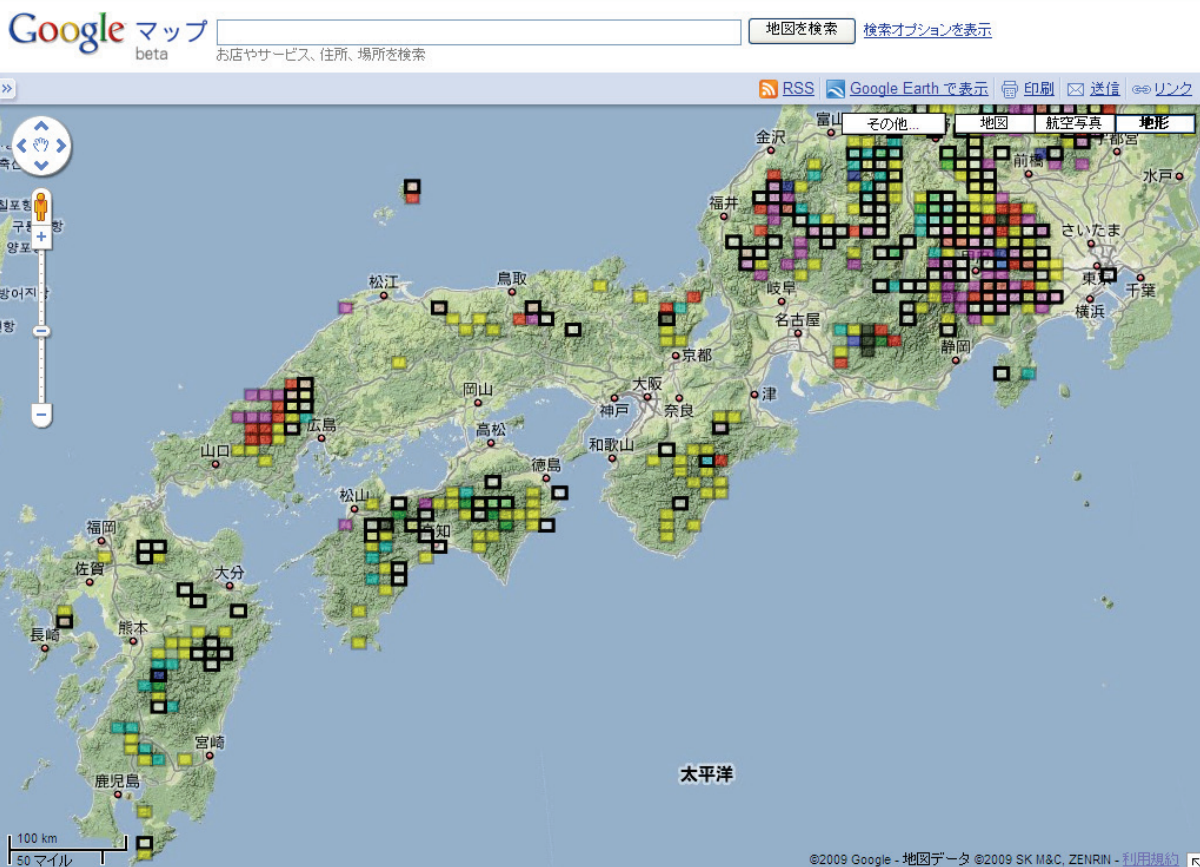 Google マップ
beta
地図を検索
検索オプションを表示
お店やサービス、住所、場所を検索
»
RSS
Google Earth で表示
印刷
送信
リンク
その他...
地図
航空写真
地形
富山
金沢
宇都宮
前橋
水戸
福井
さいたま
岐阜
東京
千葉
横浜
名古屋
静岡
松江
鳥取
京都
岡山
大阪
神戸
奈良
津
広島
高松
和歌山
山口
徳島
松山
高知
福岡
佐賀
大分
長崎
熊本
宮崎
鹿児島
太平洋
100 km
50 マイル
©2009 Google - 地図データ ©2009 SK M&C, ZENRIN - 利用規約